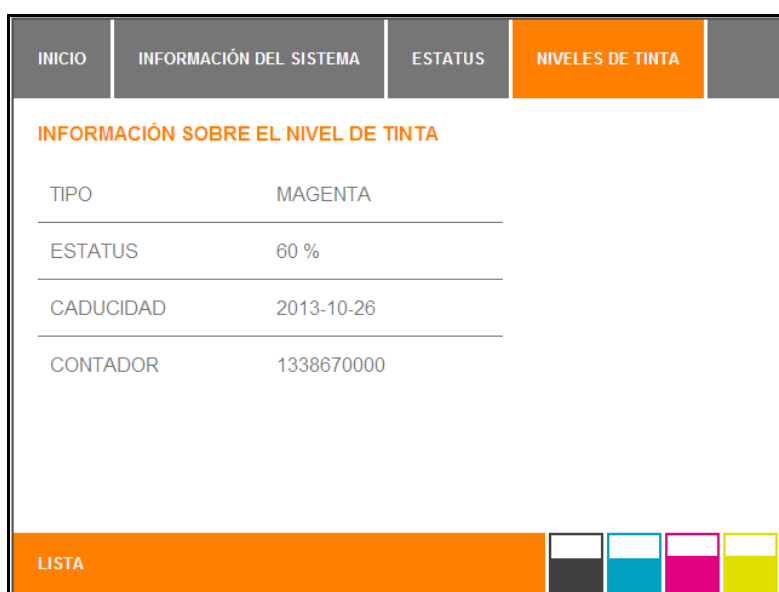 INICIO INFORMACIÓN DEL SISTEMA ESTATUS NIVELES DE TINTA
INFORMACIÓN SOBRE EL NIVEL DE TINTA
TIPO MAGENTA
ESTATUS 60 %
CADUCIDAD 2013-10-26
CONTADOR 1338670000
LISTA